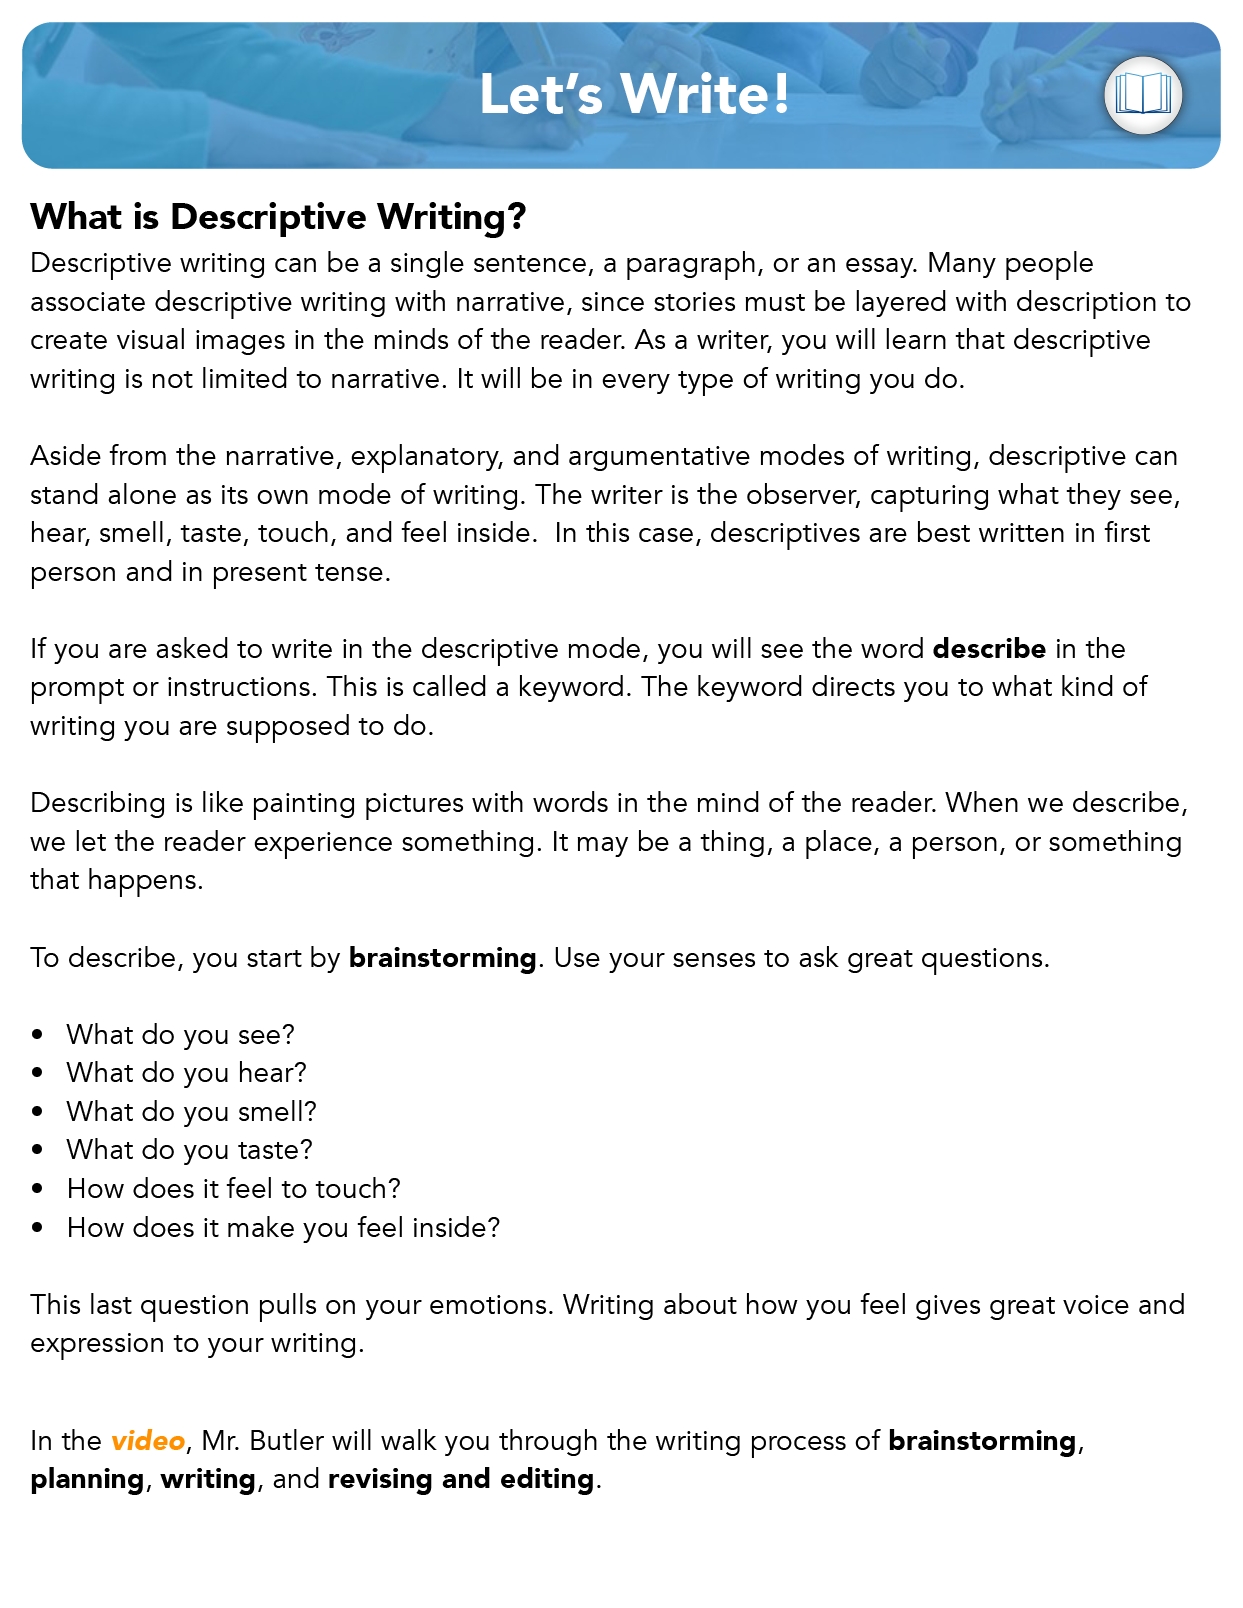 Let's Write!
What is Descriptive Writing?
Descriptive writing can be a single sentence, a paragraph, or an essay. Many people
associate descriptive writing with narrative, since stories must be layered with description to
create visual images in the minds of the reader. As a writer, you will learn that descriptive
writing is not limited to narrative. It will be in every type of writing you do.
Aside from the narrative, explanatory, and argumentative modes of writing, descriptive can
stand alone as its own mode of writing. The writer is the observer, capturing what they see,
hear, smell, taste, touch, and feel inside.  In this case, descriptives are best written in first
person and in present tense.
If you are asked to write in the descriptive mode, you will see the word describe in the
prompt or instructions. This is called a keyword. The keyword directs you to what kind of
writing you are supposed to do.
Describing is like painting pictures with words in the mind of the reader. When we describe,
we let the reader experience something. It may be a thing, a place, a person, or something
that happens.
To describe, you start by brainstorming. Use your senses to ask great questions.
• What do you see?
• What do you hear?
• What do you smell?
• What do you taste?
• How does it feel to touch?
• How does it make you feel inside?
This last question pulls on your emotions. Writing about how you feel gives great voice and
expression to your writing.
In the video, Mr. Butler will walk you through the writing process of brainstorming,
planning, writing, and revising and editing.